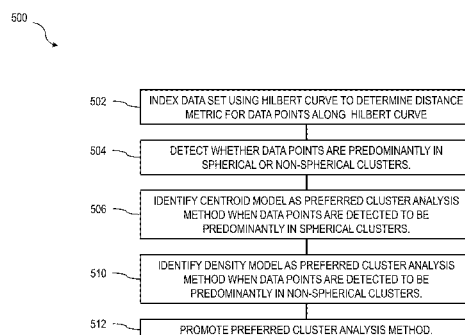 500
502
INDEX DATA SET USING HILBERT CURVE TO DETERMINE DISTANCE
METRIC FOR DATA POINTS ALONG HILBERT CURVE
504
DETECT WHETHER DATA POINTS ARE PREDOMINANTLY IN
SPHERICAL OR NON-SPHERICAL CLUSTERS.
506
IDENTIFY CENTROID MODEL AS PREFERRED CLUSTER ANALYSIS
METHOD WHEN DATA POINTS ARE DETECTED TO BE
PREDOMINANTLY IN SPHERICAL CLUSTERS.
510
IDENTIFY DENSITY MODEL AS PREFERRED CLUSTER ANALYSIS
METHOD WHEN DATA POINTS ARE DETECTED TO BE
PREDOMINANTLY IN NON-SPHERICAL CLUSTERS.
512
PROMOTE PREFERRED CLUSTER ANALYSIS METHOD.